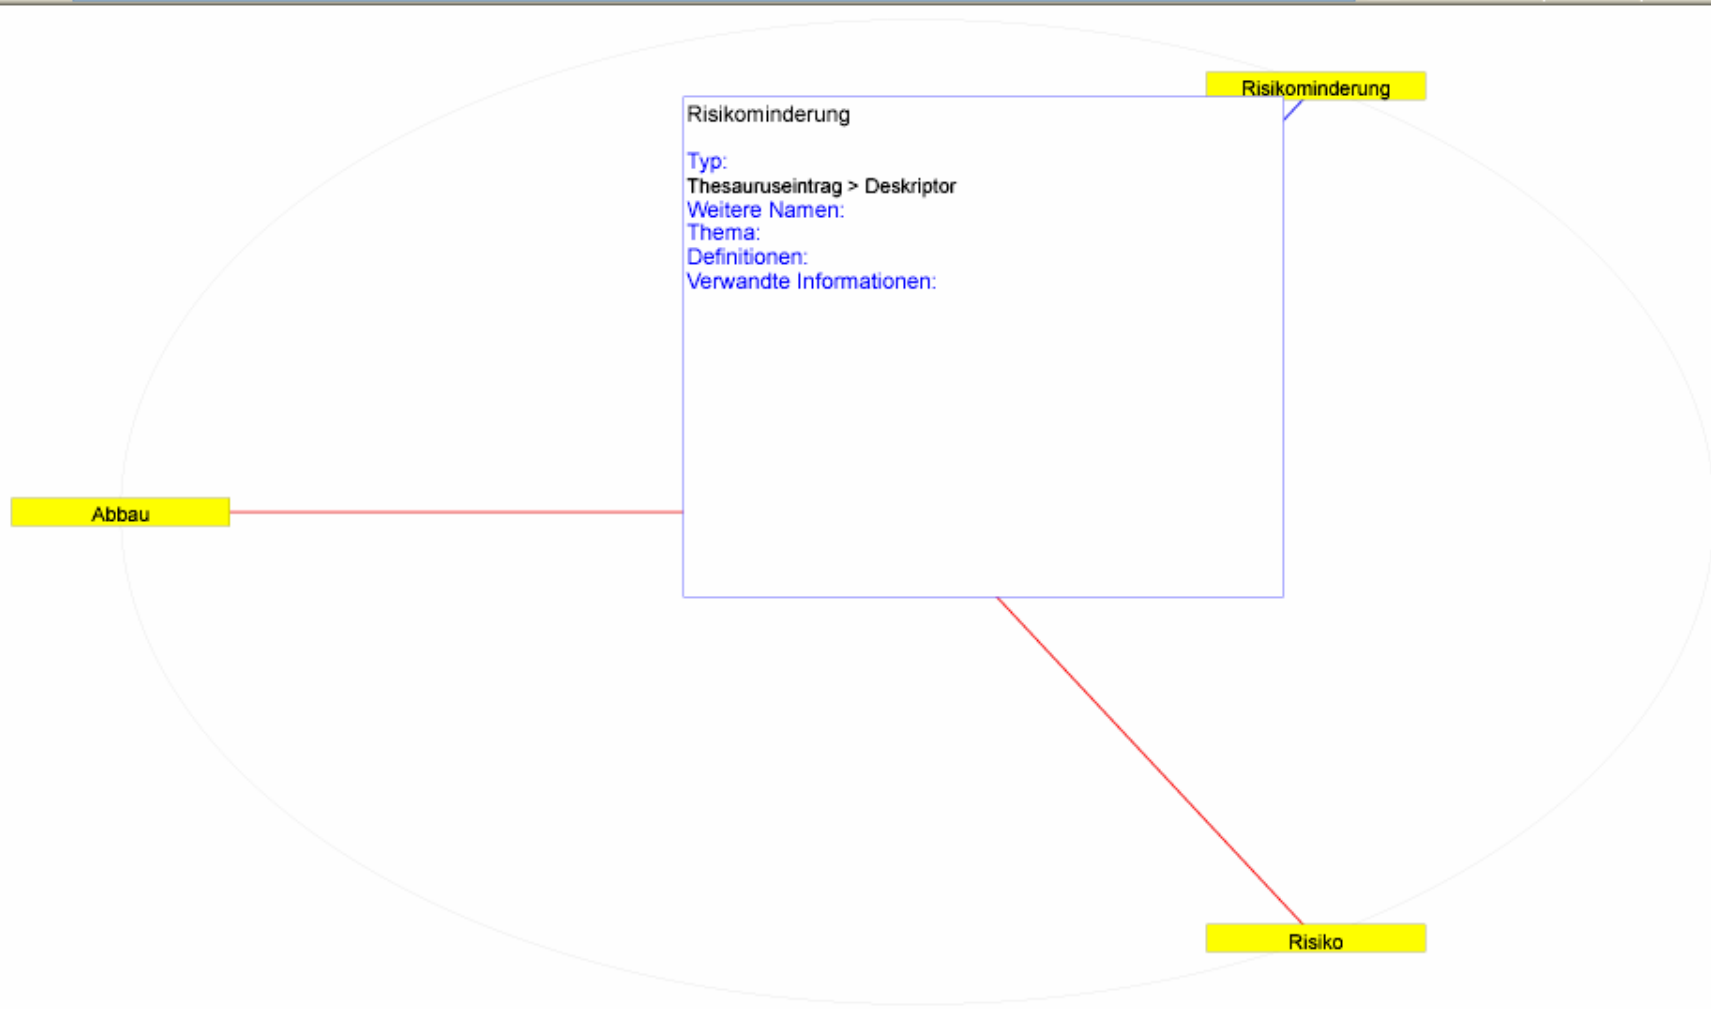 Risikominderung
Risikominderung
Typ:
Thesauruseintrag > Deskriptor
Weitere Namen:
Thema:
Definitionen:
Verwandte Informationen:
Abbau
Risiko